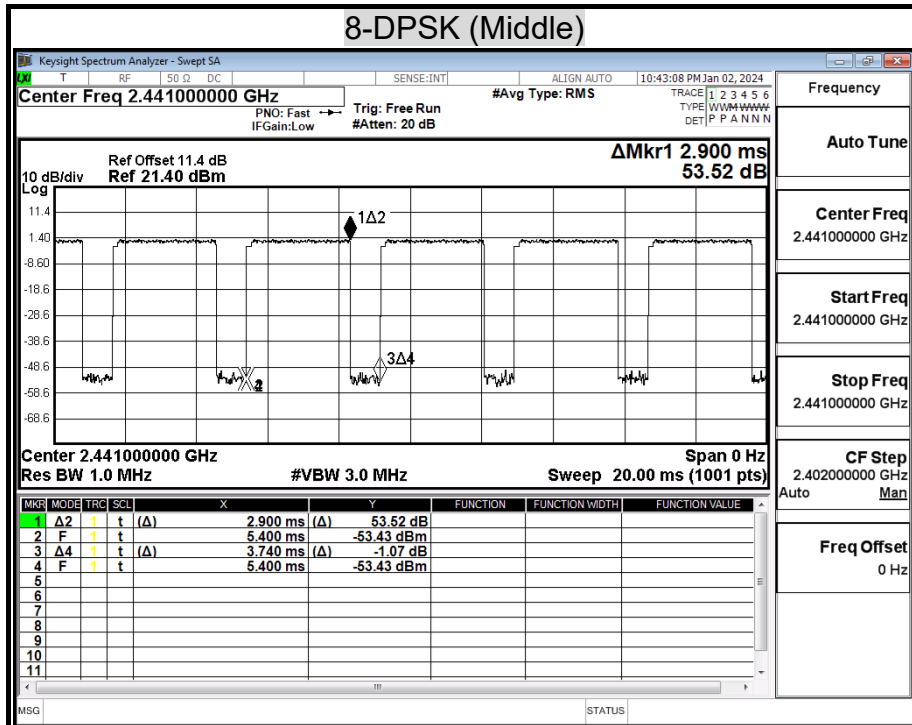 8-DPSK (Middle)
Keysight Spectrum Analyzer - Swept SA
LXI T RF 50 Ω DC SENSE:INT ALIGN AUTO 10:43:08 PM Jan 02, 2024
Center Freq 2.441000000 GHz #Avg Type: RMS TRACE 1 2 3 4 5 6
TYPE WWMWWWW
PNO: Fast Trig: Free Run
IFGain:Low #Atten: 20 dB DET P P A N N N
Frequency
Auto Tune
Center Freq
2.441000000 GHz
Start Freq
2.441000000 GHz
Stop Freq
2.441000000 GHz
CF Step
2.402000000 GHz
Auto Man
Freq Offset
0 Hz
ΔMkr1 2.900 ms
53.52 dB
Ref Offset 11.4 dB
10 dB/div Ref 21.40 dBm
Log
11.4
1.40
-8.60
-18.6
-28.6
-38.6
-48.6
-58.6
-68.6
1Δ2
3Δ4
Center 2.441000000 GHz Span 0 Hz
Res BW 1.0 MHz #VBW 3.0 MHz Sweep 20.00 ms (1001 pts)
MKR MODE TRC SCL X Y FUNCTION FUNCTION WIDTH FUNCTION VALUE
1 Δ2 1 t (Δ) 2.900 ms (Δ) 53.52 dB
2 F 1 t 5.400 ms -53.43 dBm
3 Δ4 1 t (Δ) 3.740 ms (Δ) -1.07 dB
4 F 1 t 5.400 ms -53.43 dBm
5
6
7
8
9
10
11
MSG STATUS